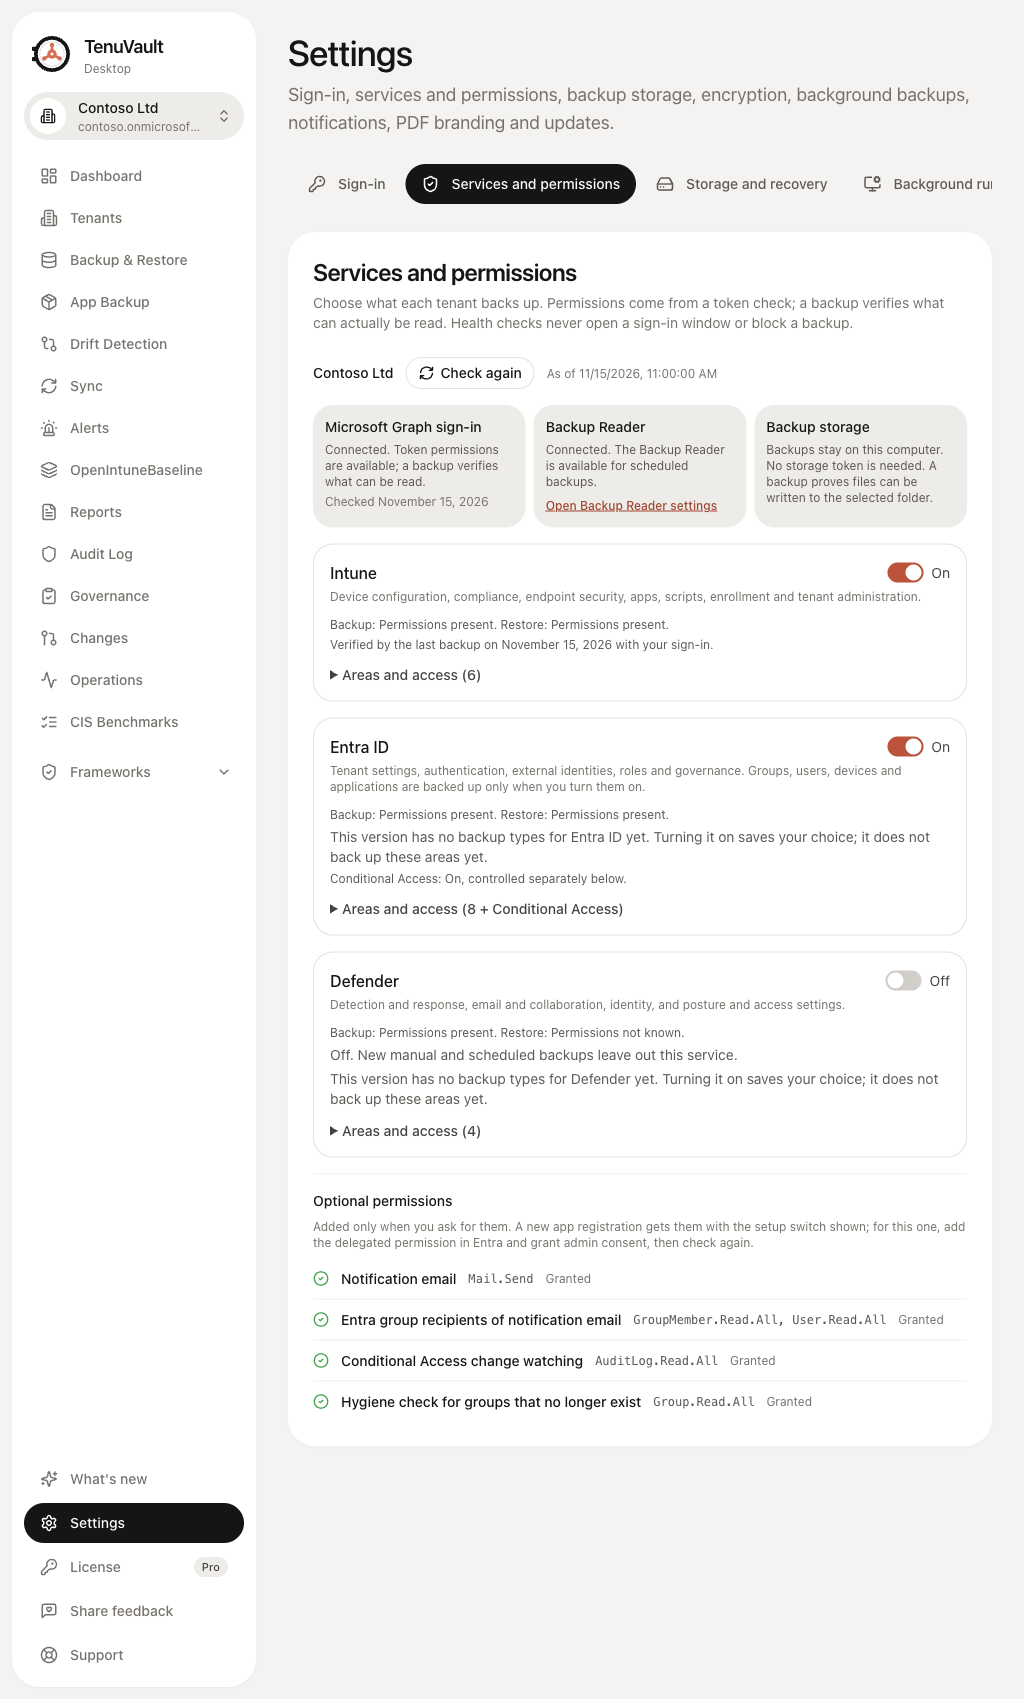 TenuVault
Desktop
Contoso Ltd
contoso.onmicrosof...
Dashboard
Tenants
Backup & Restore
App Backup
Drift Detection
Sync
Alerts
OpenIntuneBaseline
Reports
Audit Log
Governance
Changes
Operations
CIS Benchmarks
Frameworks
What's new
Settings
License
Pro
Share feedback
Support
Settings
Sign-in, services and permissions, backup storage, encryption, background backups,
notifications, PDF branding and updates.
Sign-in
Services and permissions
Storage and recovery
Background ru
Services and permissions
Choose what each tenant backs up. Permissions come from a token check; a backup verifies what
can actually be read. Health checks never open a sign-in window or block a backup.
Contoso Ltd
Check again
As of 11/15/2026, 11:00:00 AM
Microsoft Graph sign-in
Connected. Token permissions
are available; a backup verifies
what can be read.
Checked November 15, 2026
Backup Reader
Connected. The Backup Reader
is available for scheduled
backups.
Open Backup Reader settings
Backup storage
Backups stay on this computer.
No storage token is needed. A
backup proves files can be
written to the selected folder.
Intune
On
Device configuration, compliance, endpoint security, apps, scripts, enrollment and tenant administration.
Backup: Permissions present. Restore: Permissions present.
Verified by the last backup on November 15, 2026 with your sign-in.
Areas and access (6)
Entra ID
On
Tenant settings, authentication, external identities, roles and governance. Groups, users, devices and
applications are backed up only when you turn them on.
Backup: Permissions present. Restore: Permissions present.
This version has no backup types for Entra ID yet. Turning it on saves your choice; it does not
back up these areas yet.
Conditional Access: On, controlled separately below.
Areas and access (8 + Conditional Access)
Defender
Off
Detection and response, email and collaboration, identity, and posture and access settings.
Backup: Permissions present. Restore: Permissions not known.
Off. New manual and scheduled backups leave out this service.
This version has no backup types for Defender yet. Turning it on saves your choice; it does not
back up these areas yet.
Areas and access (4)
Optional permissions
Added only when you ask for them. A new app registration gets them with the setup switch shown; for this one, add
the delegated permission in Entra and grant admin consent, then check again.
Notification email Mail.Send Granted
Entra group recipients of notification email GroupMember.Read.All, User.Read.All Granted
Conditional Access change watching AuditLog.Read.All Granted
Hygiene check for groups that no longer exist Group.Read.All Granted